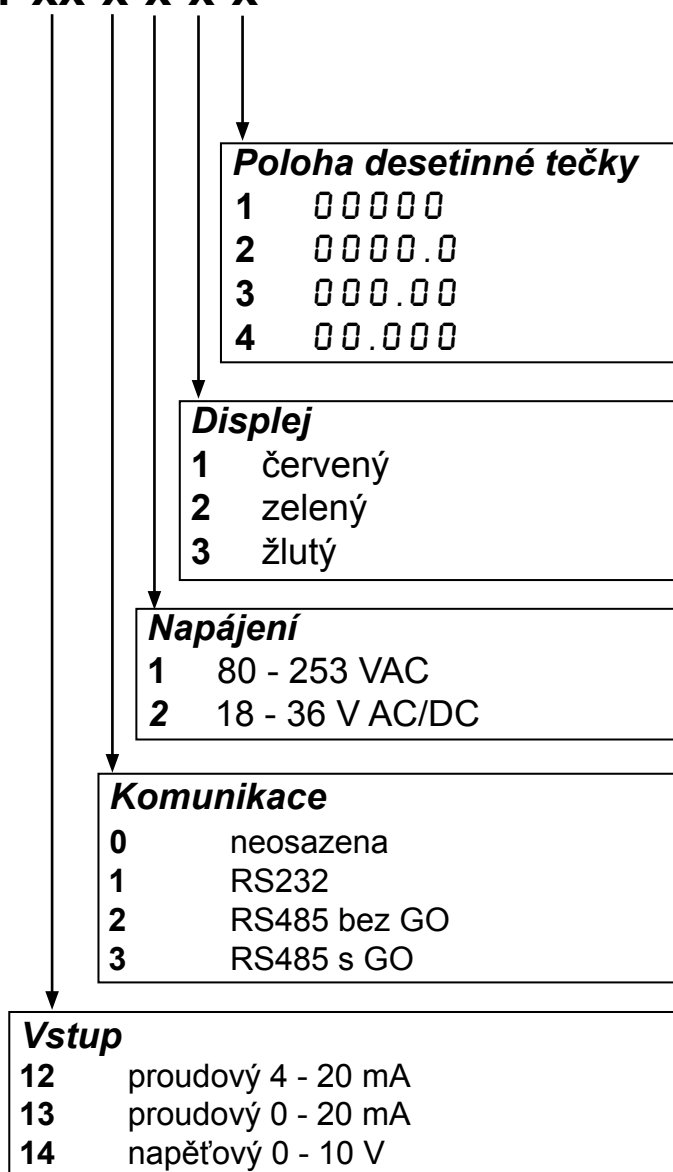 Poloha desetinné tečky
1 00000
2 0000.0
3 000.00
4 00.000
Displej
1 červený
2 zelený
3 žlutý
Napájení
1 80 - 253 VAC
2 18 - 36 V AC/DC
Komunikace
0 neosazena
1 RS232
2 RS485 bez GO
3 RS485 s GO
Vstup
12 proudový 4 - 20 mA
13 proudový 0 - 20 mA
14 napěťový 0 - 10 V